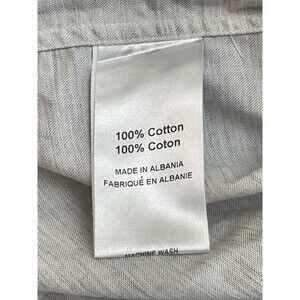 100% Cotton
100% Coton
MADE IN ALBANIA
FABRIQUÉ EN ALBANIE
MACHINE WASH